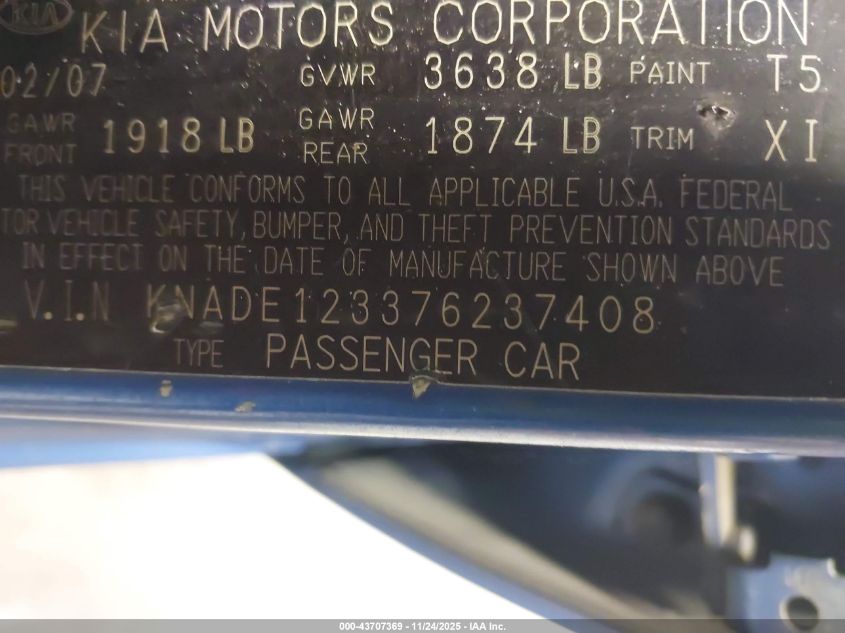 KIA
KIA MOTORS CORPORATION
02/07 GVWR 3638 LB PAINT T5
GAWR FRONT 1918 LB GAWR REAR 1874 LB TRIM XI
THIS VEHICLE CONFORMS TO ALL APPLICABLE U.S.A. FEDERAL
TOR VEHICLE SAFETY, BUMPER, AND THEFT PREVENTION STANDARDS
IN EFFECT ON THE DATE OF MANUFACTURE SHOWN ABOVE
V.I.N KNADE123376237408
TYPE PASSENGER CAR
000-43707369 - 11/24/2025 - IAA Inc.